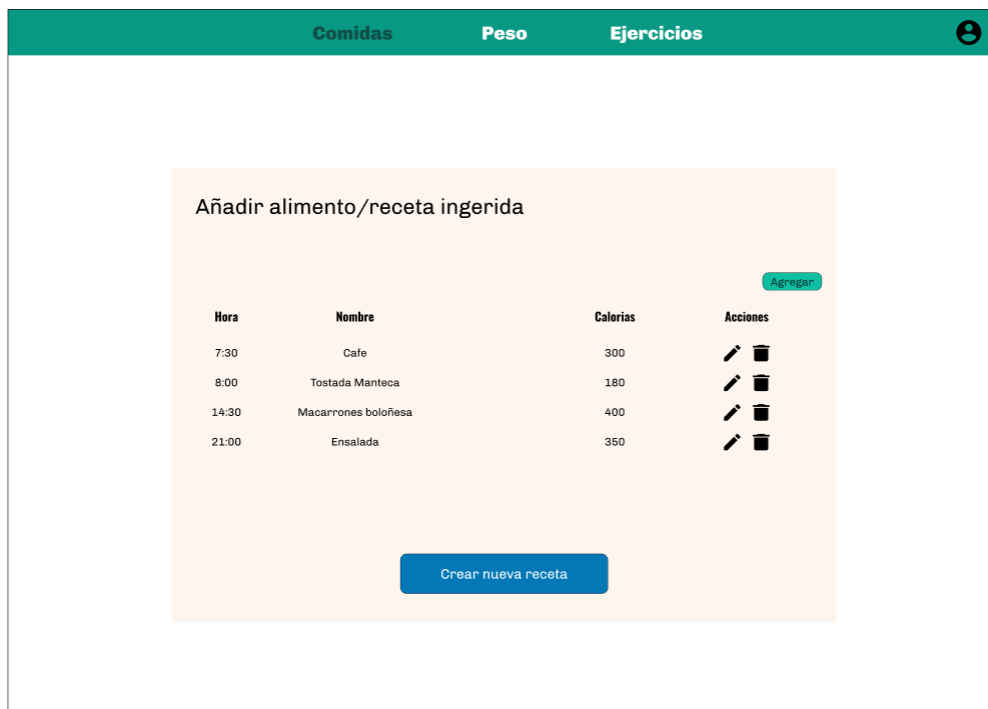 Comidas Peso Ejercicios
Añadir alimento/receta ingerida
Agregar
Hora Nombre Calorias Acciones
7:30 Cafe 300
8:00 Tostada Manteca 180
14:30 Macarrones boloñesa 400
21:00 Ensalada 350
Crear nueva receta